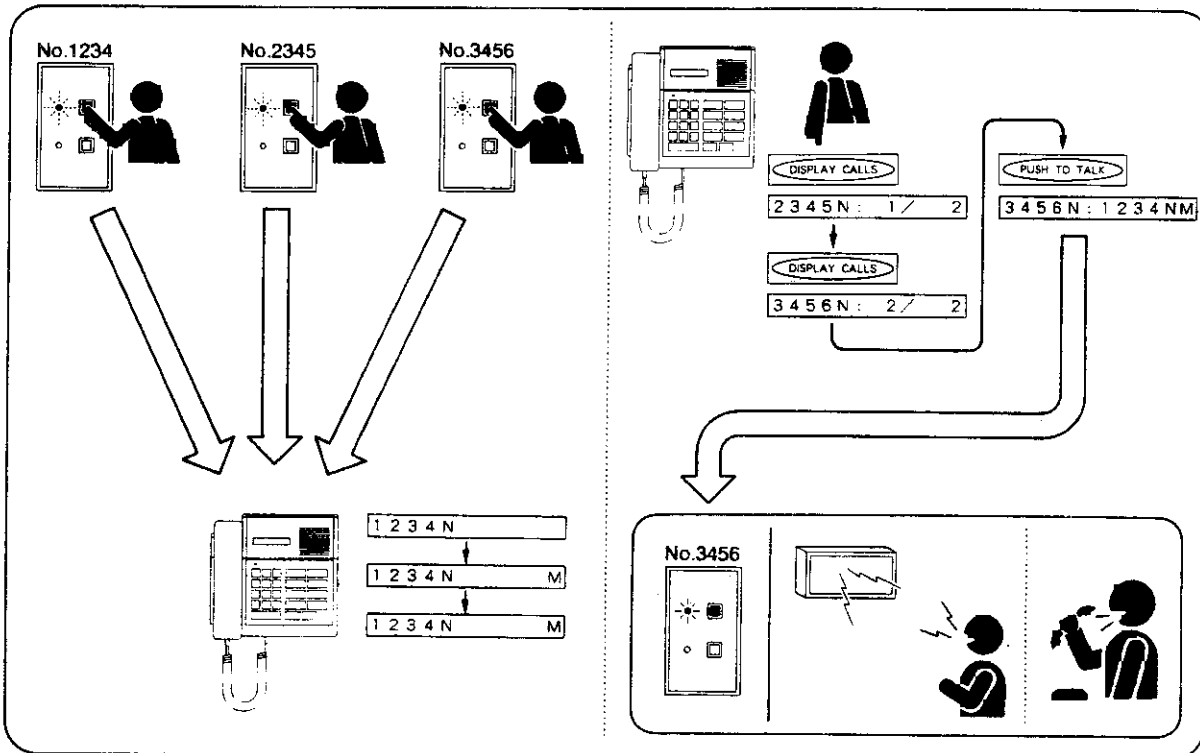 No.1234
No.2345
No.3456
1234N
1234N M
1234N M
DISPLAY CALLS
2345N: 1/ 2
DISPLAY CALLS
3456N: 2/ 2
PUSH TO TALK
3456N:1234NM
No.3456